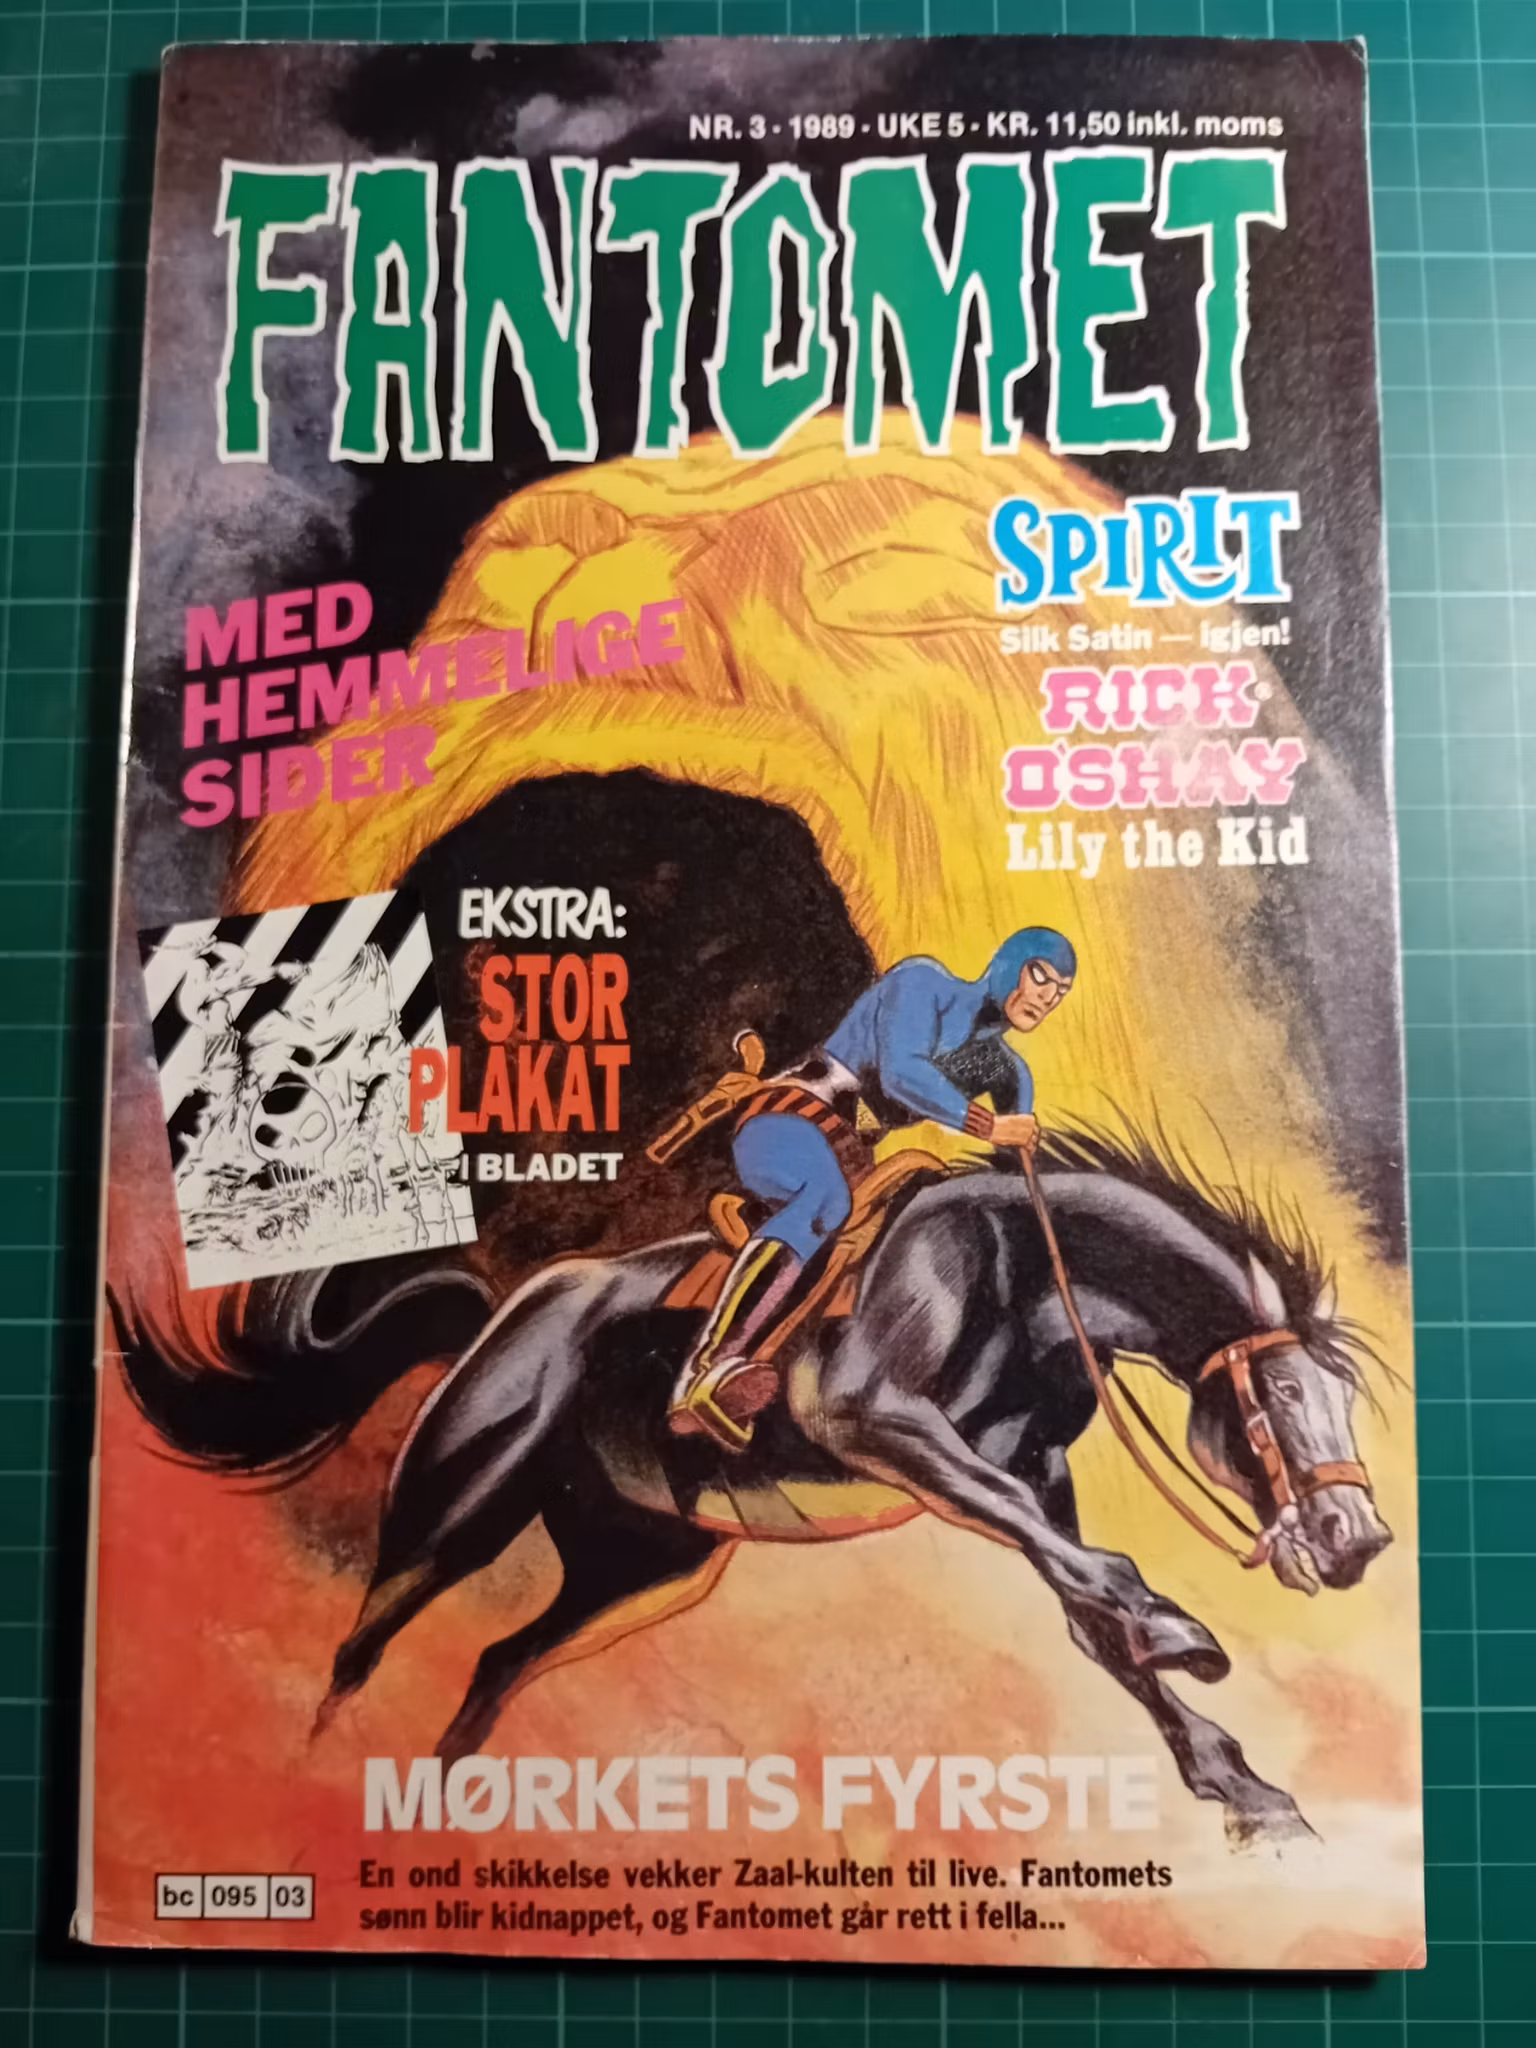 NR. 3 · 1989 · UKE 5 · KR. 11,50 inkl. moms
FANTOMET
SPIRIT
Silk Satin — igjen!
RICK
O'SHAY
Lily the Kid
MED
HEMMELIGE
SIDER
EKSTRA:
STOR
PLAKAT
I BLADET
MØRKETS FYRSTE
En ond skikkelse vekker Zaal-kulten til live. Fantomets
sønn blir kidnappet, og Fantomet går rett i fella...
bc 095 03